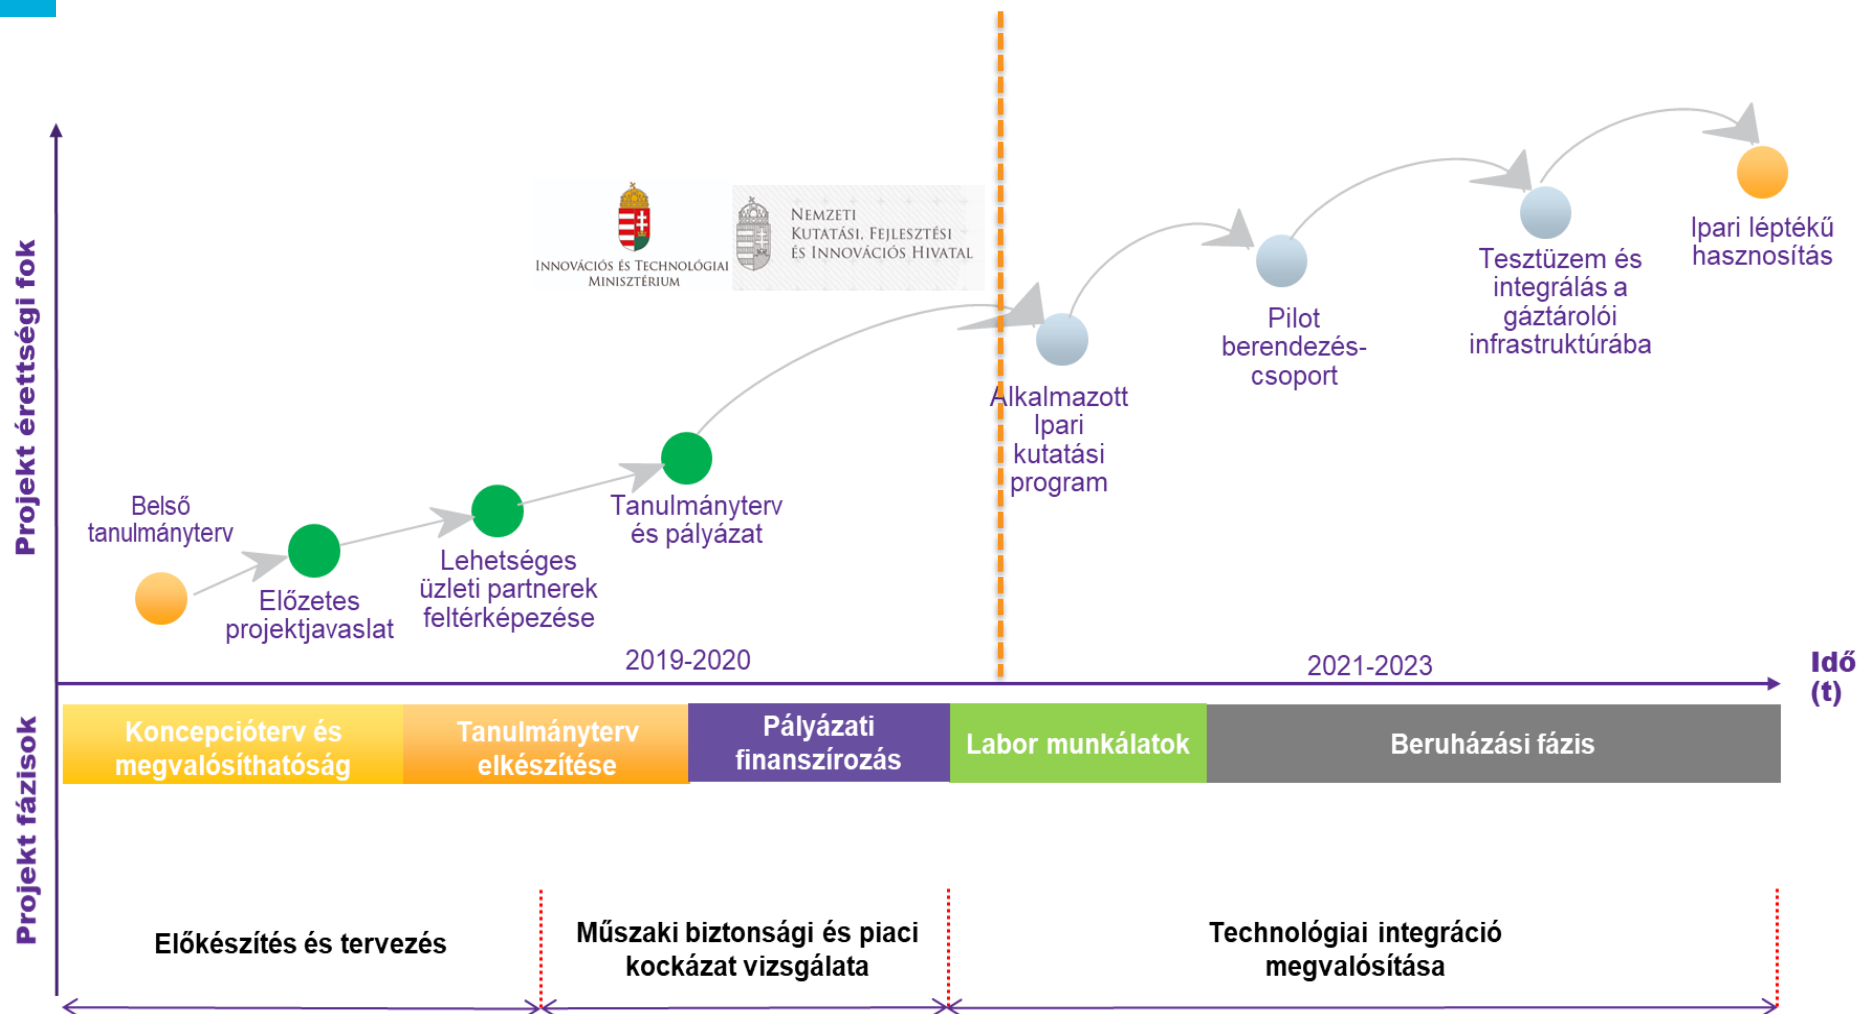 INNOVÁCIÓS ÉS TECHNOLÓGIAI
MINISZTÉRIUM
NEMZETI
KUTATÁSI, FEJLESZTÉSI
ÉS INNOVÁCIÓS HIVATAL
Projekt érettségi fok
Belső
tanulmányterv
Előzetes
projektjavaslat
Lehetséges
üzleti partnerek
feltérképezése
Tanulmányterv
és pályázat
Alkalmazott
Ipari
kutatási
program
Pilot
berendezés-
csoport
Tesztüzem és
integrálás a
gáztárolói
infrastruktúrába
Ipari léptékű
hasznosítás
2019-2020
2021-2023
Idő
(t)
Projekt fázisok
Koncepcióterv és
megvalósíthatóság
Tanulmányterv
elkészítése
Pályázati
finanszírozás
Labor munkálatok
Beruházási fázis
Előkészítés és tervezés
Műszaki biztonsági és piaci
kockázat vizsgálata
Technológiai integráció
megvalósítása